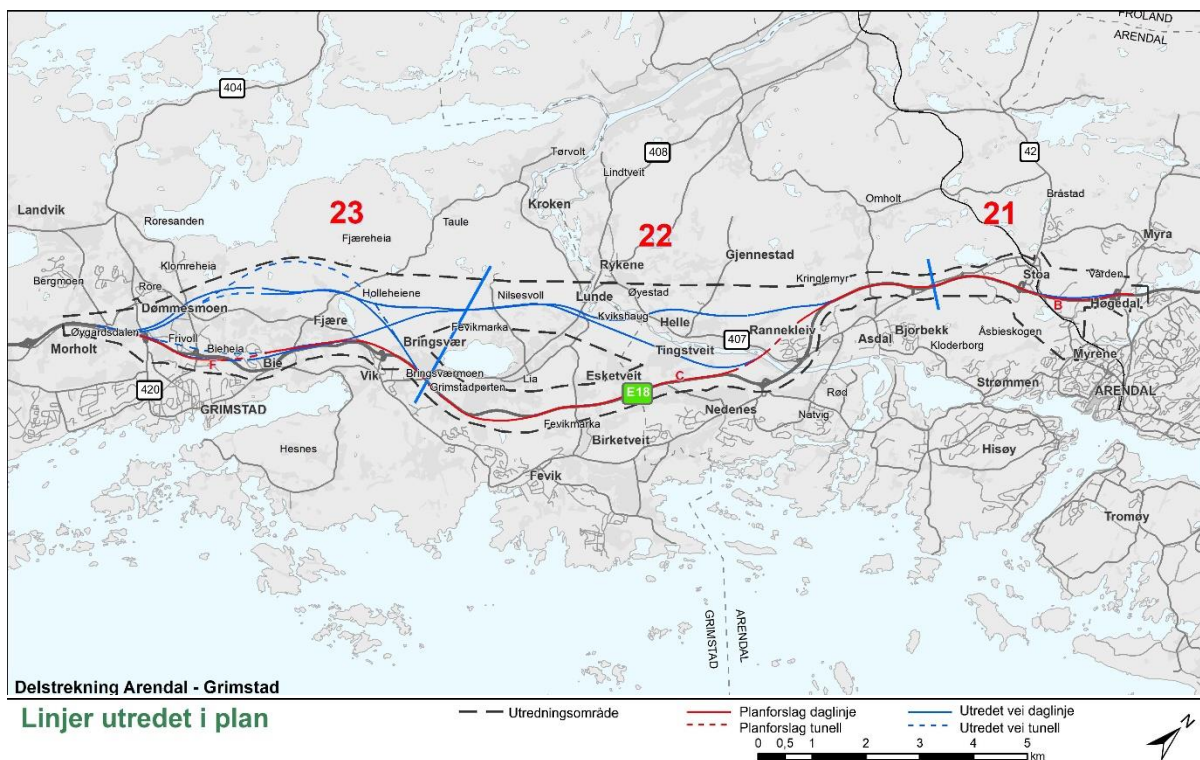 FROLAND
ARENDAL
404
408
42
Tørvolt
Lindtveit
Bråstad
Omholt
Landvik
Roresanden
23
Taule
Kroken
22
21
Fjæreheia
Gjennestad
Myra
Klomreheia
Rykene
Kringlemyr
Stoa
Varden
Bergmoen
Rore
Holleheiene
Nilsesvoll
Lunde
Øyestad
Høgedal
B
Dømmesmoen
Kvikshaug
Helle
Fjære
Fevikmarka
Rannekleiv
Øygardsdalen
Frivoll
407
Asdal
Bjorbekk
Åsbieskogen
Bringsvær
Tingstveit
Kloderborg
Morholt
Bieheia
Bie
F
Myrene
Vik
Bringsværmoen
Lia
Esketveit
C
420
Grimstadporten
E18
Strømmen
ARENDAL
GRIMSTAD
Nedenes
Rød
Natvig
Fevikmarka
Hesnes
Birketveit
Hisøy
Fevik
Tromøy
GRIMSTAD
ARENDAL
Delstrekning Arendal - Grimstad
Linjer utredet i plan
Utredningsområde
Planforslag daglinje
Planforslag tunell
Utredet vei daglinje
Utredet vei tunell
0 0,5 1 2 3 4 5
km
N